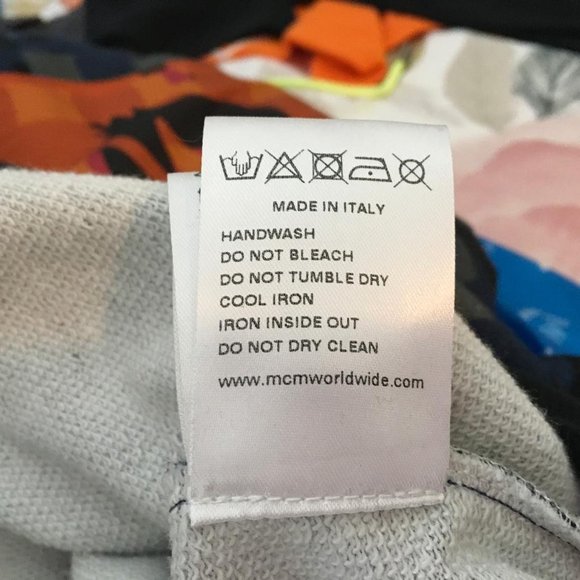 MADE IN ITALY
HANDWASH
DO NOT BLEACH
DO NOT TUMBLE DRY
COOL IRON
IRON INSIDE OUT
DO NOT DRY CLEAN
www.mcmworldwide.com